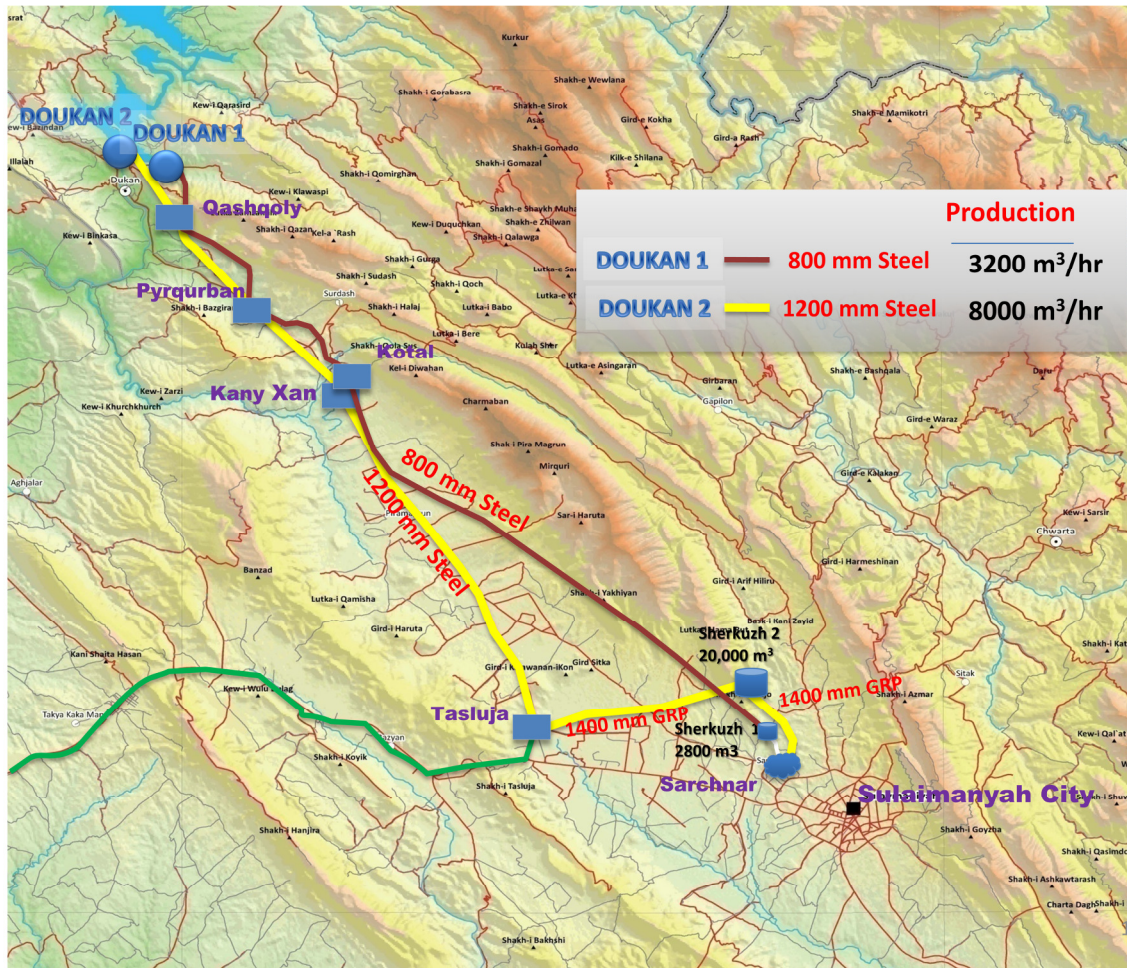 Kurkur
Shakh-e Wewlana
Shakh-i Gorabasra
Kew-i Qarasird
Shakh-e Sirok
Asas
Gird-e Kokha
Shakh-e Mamikotri
DOUKAN 2
DOUKAN 1
Gird-a Rash
Shakh-i Gomado
Kilk-e Shilana
Shakh-i Gomazal
Shakh-i Qomirghan
Dukan
Kew-i Klawaspi
Qashqoly
Kew-i Duquchkan
Shakh-e Zhilwan
Shakh-i Qazan
Kel-a `Rash
Shakh-i Qalawga
Kew-i Binkasa
Production
DOUKAN 1
800 mm Steel
3200 m³/hr
DOUKAN 2
1200 mm Steel
8000 m³/hr
Shakh-i Gurga
Shakh-i Sudash
Shakh-i Qoch
Pyrqurban
Surdash
Shakh-i Halaj
Lutka-i Babo
Lutka-i Bere
Kulah Sher
Kotal
Kel-i Diwahan
Lutka-e Asingaran
Shakh-e Bashqala
Daru
Kany Xan
Kew-i Zarzi
Kew-i Khurchkhurch
Girbaran
Gapilon
Charmaban
Gird-e Waraz
Shak-i Pira Magrun
Mirquri
Gird-e Kalakan
Aghjalar
800 mm Steel
1200 mm Steel
Sar-i Haruta
Kew-i Sarsir
Chwarta
Banzad
Gird-i Harmeshinan
Gird-i Arif Hiliru
Lutka-i Qamisha
Shakh-i Yakhiyan
Gird-i Haruta
Sherkuzh 2
20,000 m³
Kani Shaita Hasan
Gird Sitka
Sitak
1400 mm GRP
Shakh-i Azmar
Tasluja
1400 mm GRP
Sherkuzh 1
2800 m3
Shakh-i Koyik
Shakh-i Tasluja
Sarchnar
Sulaimanyah City
Shakh-i Hanjira
Shakh-i Goyzha
Shakh-i Ashkawtarash
Charta Dagh
Shakh-i Bakhshi